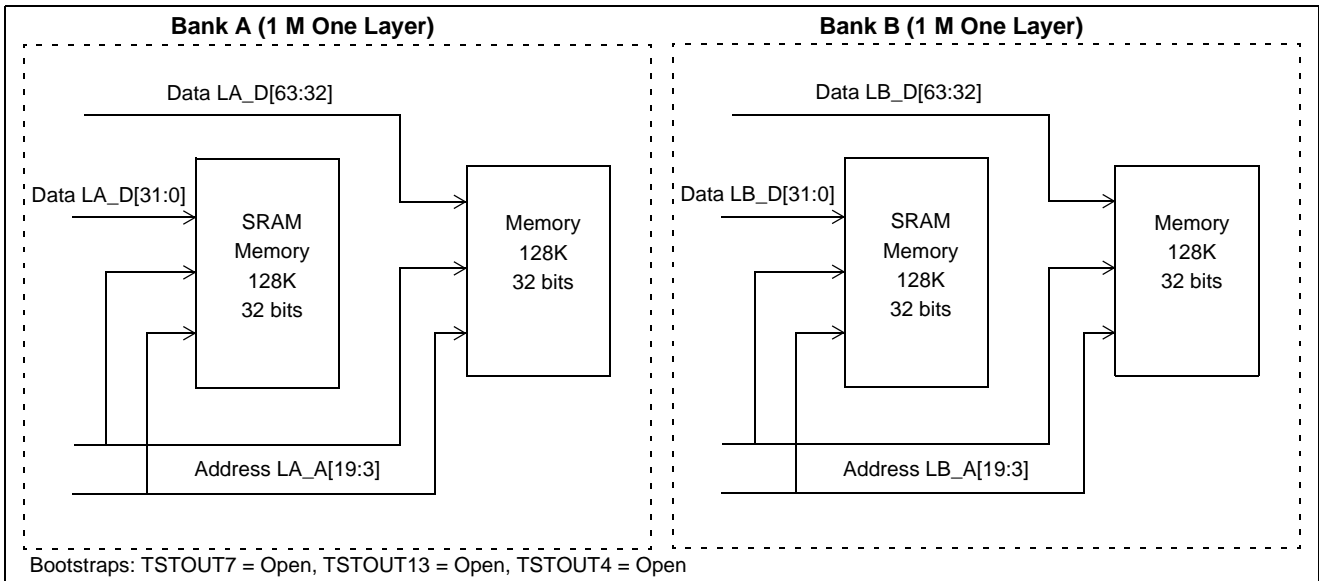 Bank A (1 M One Layer)
Data LA_D[63:32]
Data LA_D[31:0]
SRAM
Memory
128K
32 bits
Memory
128K
32 bits
Address LA_A[19:3]
Bank B (1 M One Layer)
Data LB_D[63:32]
Data LB_D[31:0]
SRAM
Memory
128K
32 bits
Memory
128K
32 bits
Address LB_A[19:3]
Bootstraps: TSTOUT7 = Open, TSTOUT13 = Open, TSTOUT4 = Open